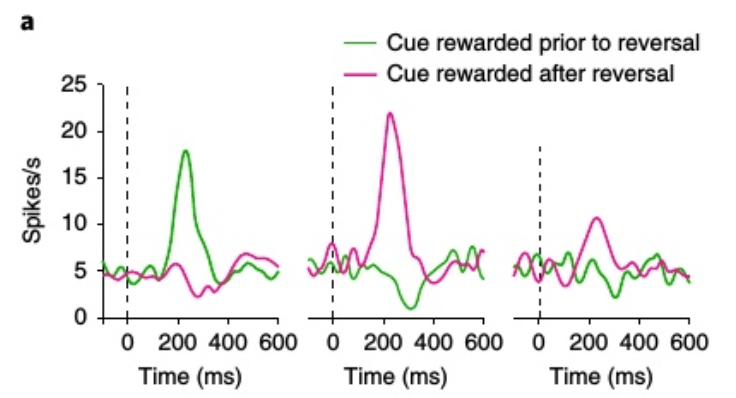 a
Cue rewarded prior to reversal
Cue rewarded after reversal
Spikes/s
25
20
15
10
5
0
0 200 400 600 0 200 400 600 0 200 400 600
Time (ms) Time (ms) Time (ms)